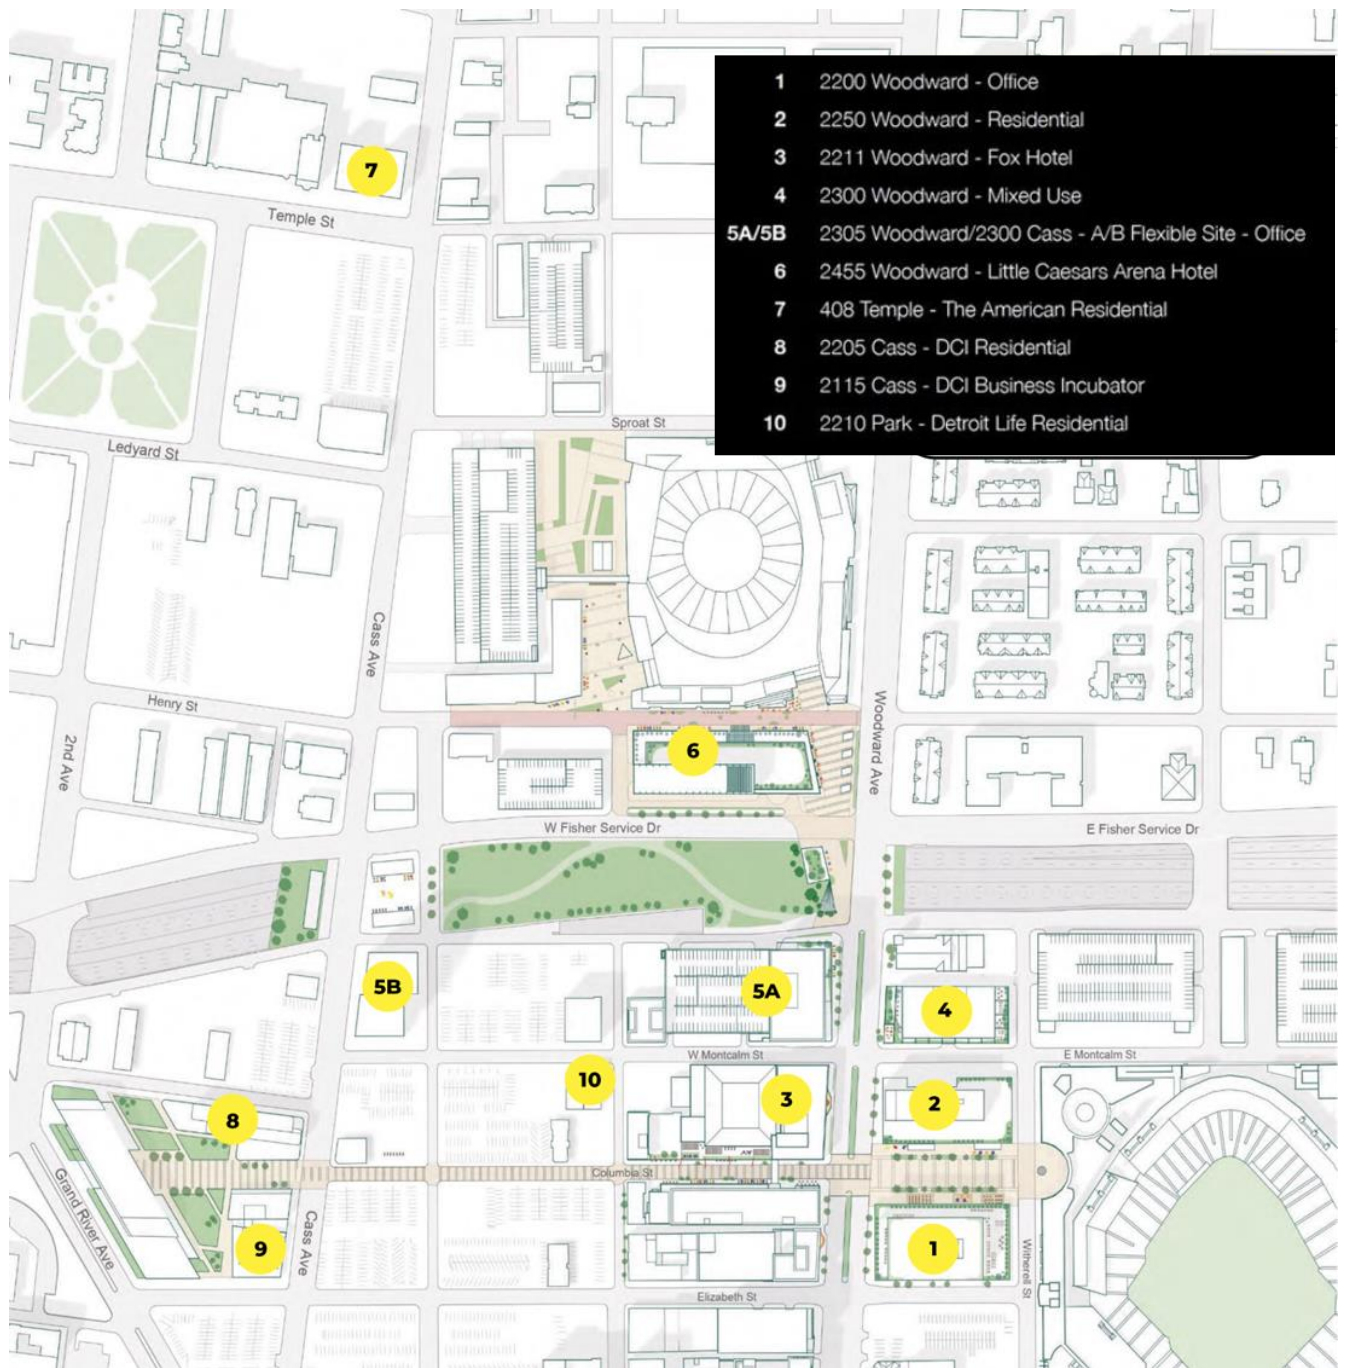 1 2200 Woodward - Office
2 2250 Woodward - Residential
3 2211 Woodward - Fox Hotel
4 2300 Woodward - Mixed Use
5A/5B 2305 Woodward/2300 Cass - A/B Flexible Site - Office
6 2455 Woodward - Little Caesars Arena Hotel
7 408 Temple - The American Residential
8 2205 Cass - DCI Residential
9 2115 Cass - DCI Business Incubator
10 2210 Park - Detroit Life Residential
7
Temple St
Sproat St
Ledyard St
Cass Ave
Henry St
Woodward Ave
2nd Ave
6
W Fisher Service Dr
E Fisher Service Dr
5B
5A
4
W Montcalm St
E Montcalm St
10
3
2
8
Columbia St
Grand River Ave
Cass Ave
9
1
Witherell St
Elizabeth St